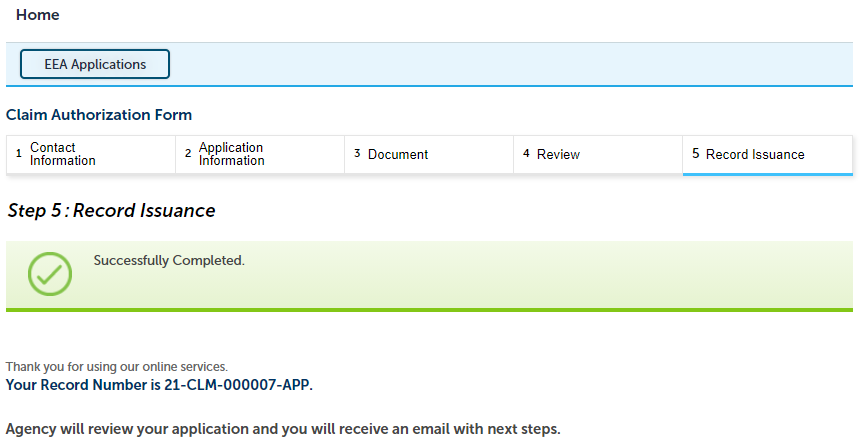 Home
EEA Applications
Claim Authorization Form
1 Contact Information
2 Application Information
3 Document
4 Review
5 Record Issuance
Step 5 : Record Issuance
Successfully Completed.
Thank you for using our online services.
Your Record Number is 21-CLM-000007-APP.
Agency will review your application and you will receive an email with next steps.